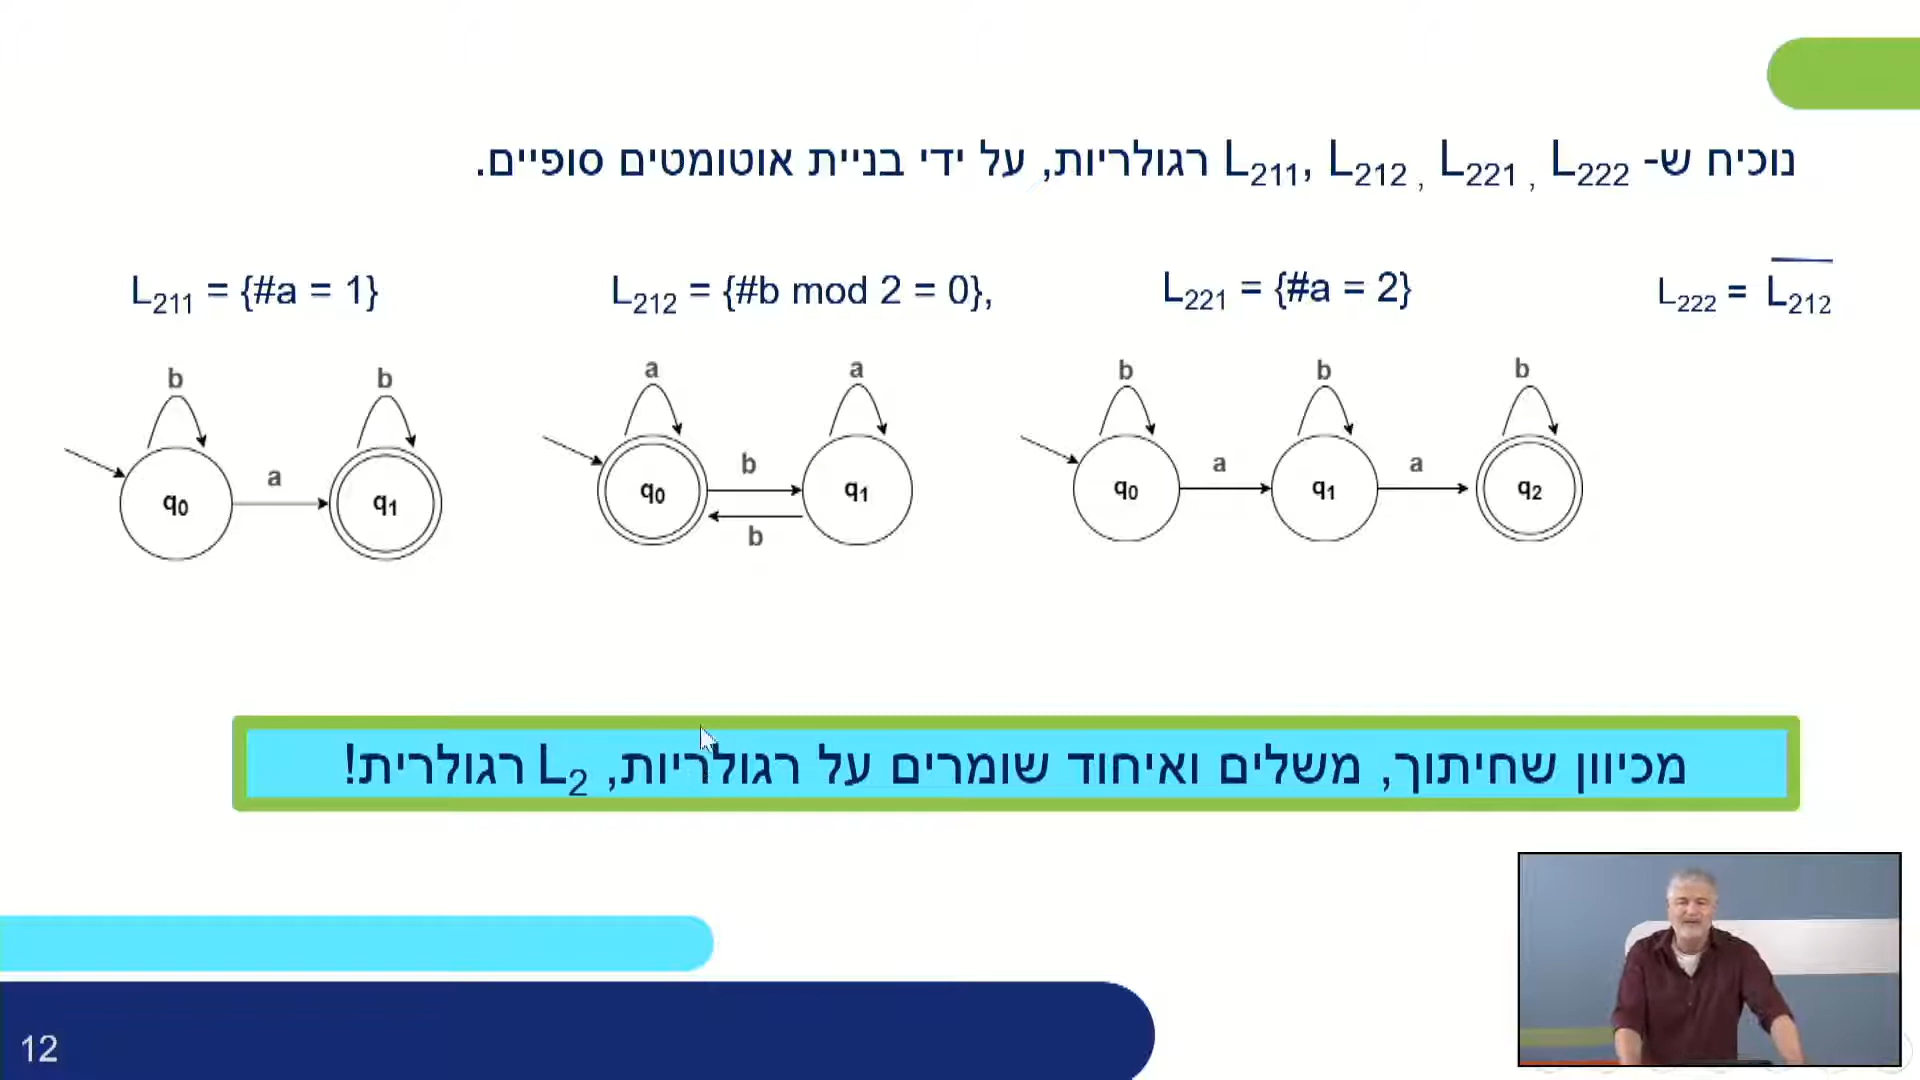 נוכיח ש- L₂₂₂ , L₂₂₁ , L₂₁₂ ,L₂₁₁ רגולריות, על ידי בניית אוטומטים סופיים.
L₂₁₁ = {#a = 1}
L₂₁₂ = {#b mod 2 = 0},
L₂₂₁ = {#a = 2}
L₂₂₂ = L̅₂₁₂
b b
a
q₀ q₁
a a
b
q₀ q₁
b
b b b
a a
q₀ q₁ q₂
מכיוון שחיתוך, משלים ואיחוד שומרים על רגולריות, L₂ רגולרית!
12